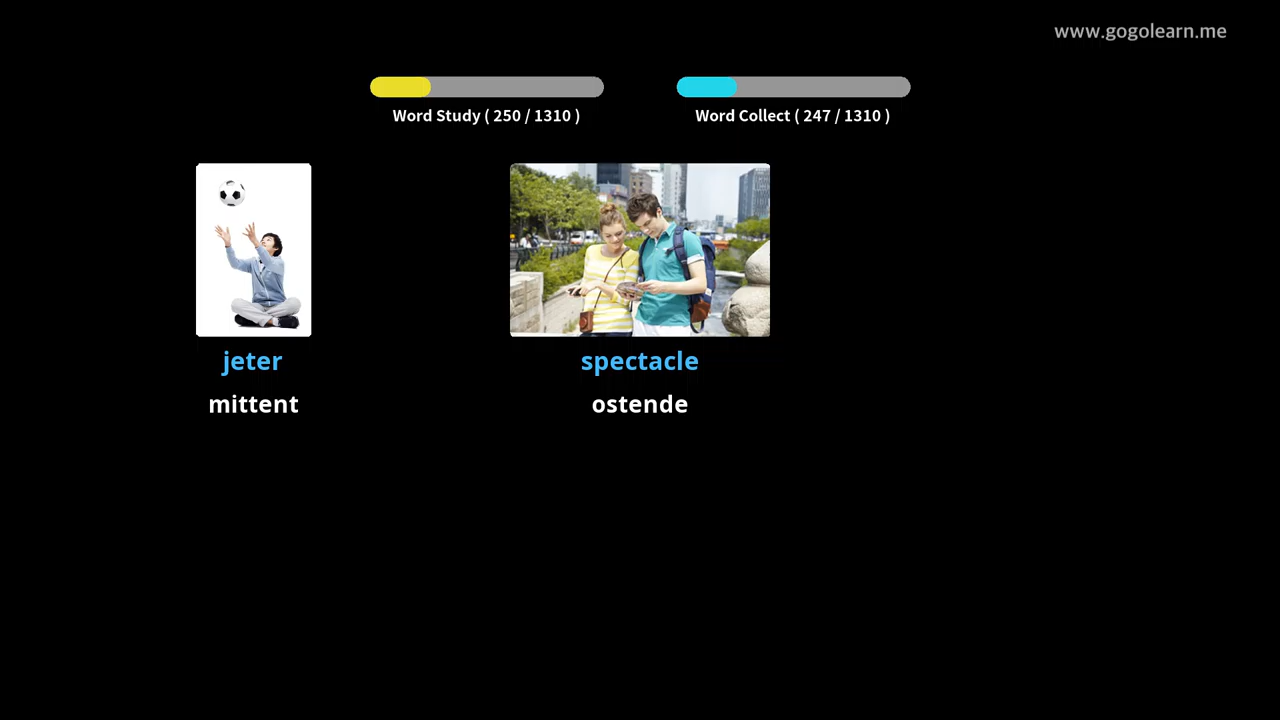 www.gogolearn.me
Word Study ( 250 / 1310 )
Word Collect ( 247 / 1310 )
jeter
mittent
spectacle
ostende